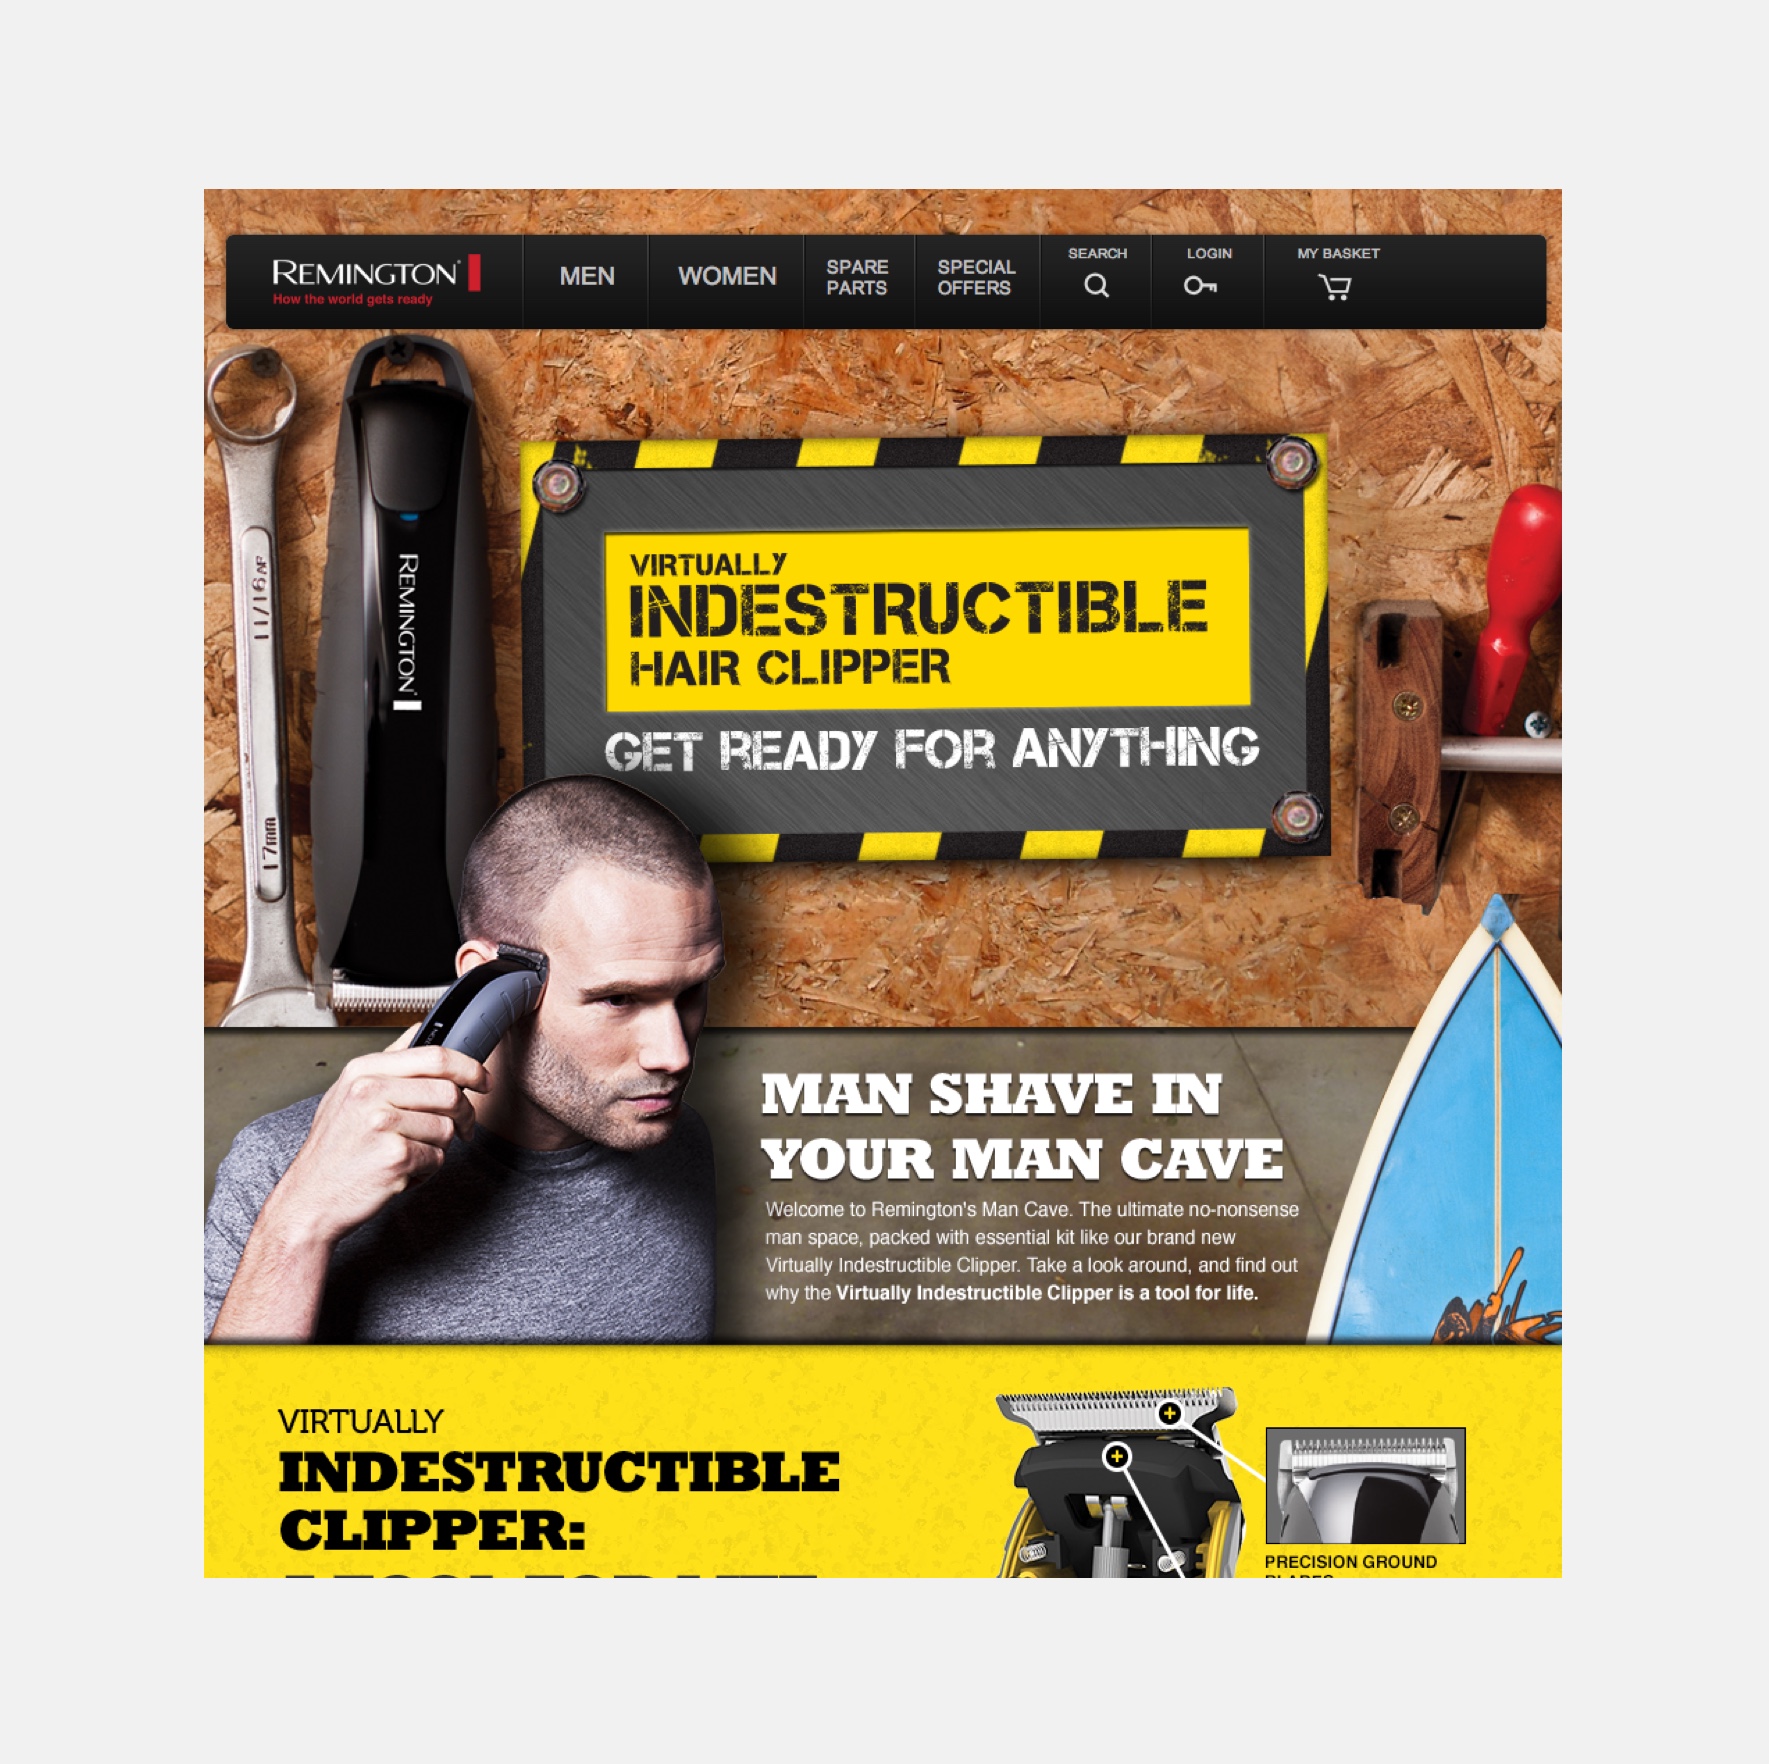 REMINGTON
How the world gets ready
MEN
WOMEN
SPARE
PARTS
SPECIAL
OFFERS
SEARCH
LOGIN
MY BASKET
11/16 AF
17mm
REMINGTON
VIRTUALLY
INDESTRUCTIBLE
HAIR CLIPPER
GET READY FOR ANYTHING
MAN SHAVE IN
YOUR MAN CAVE
Welcome to Remington's Man Cave. The ultimate no-nonsense
man space, packed with essential kit like our brand new
Virtually Indestructible Clipper. Take a look around, and find out
why the Virtually Indestructible Clipper is a tool for life.
VIRTUALLY
INDESTRUCTIBLE
CLIPPER:
PRECISION GROUND